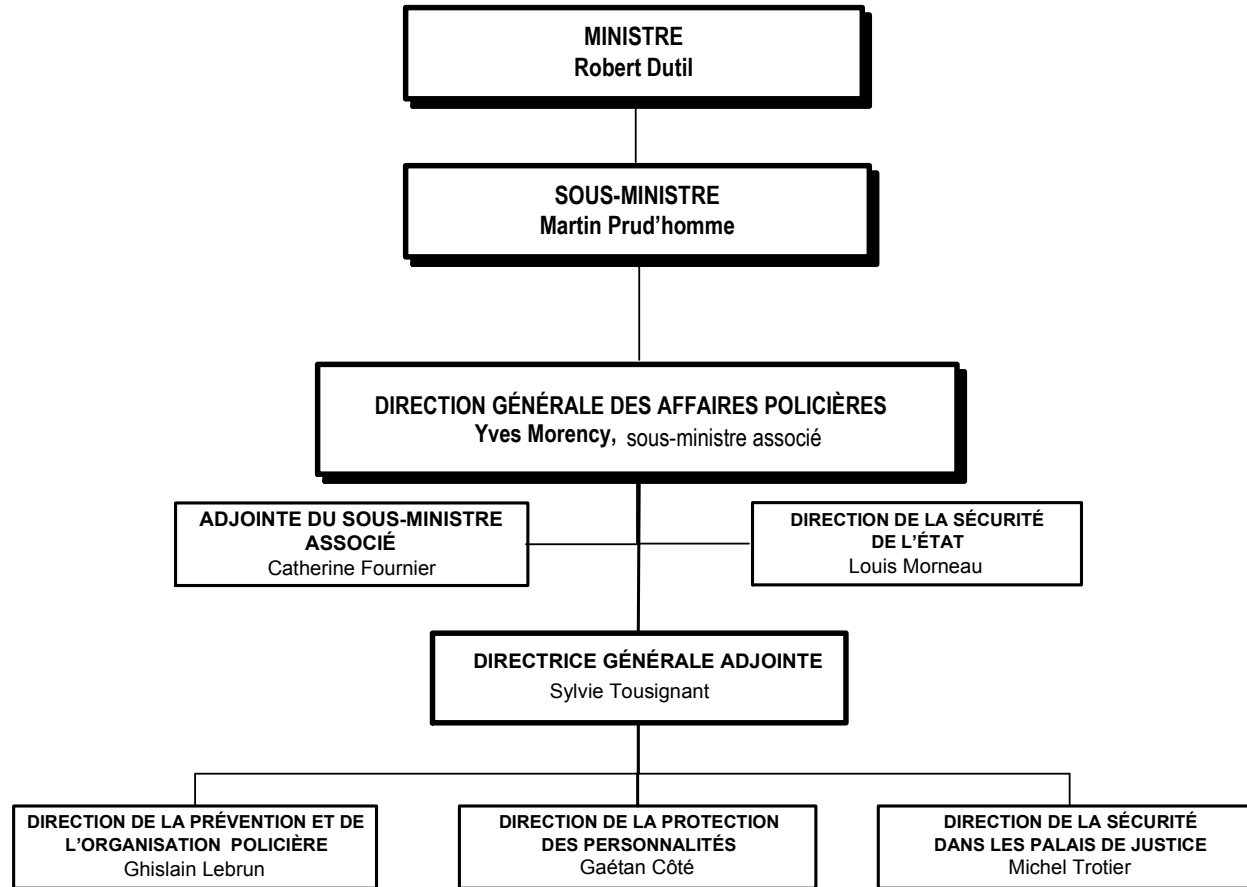 MINISTRE
Robert Dutil
SOUS-MINISTRE
Martin Prud'homme
DIRECTION GÉNÉRALE DES AFFAIRES POLICIÈRES
Yves Morency, sous-ministre associé
ADJOINTE DU SOUS-MINISTRE
ASSOCIÉ
Catherine Fournier
DIRECTION DE LA SÉCURITÉ
DE L'ÉTAT
Louis Morneau
DIRECTRICE GÉNÉRALE ADJOINTE
Sylvie Tousignant
DIRECTION DE LA PRÉVENTION ET DE
L'ORGANISATION POLICIÈRE
Ghislain Lebrun
DIRECTION DE LA PROTECTION
DES PERSONNALITÉS
Gaétan Côté
DIRECTION DE LA SÉCURITÉ
DANS LES PALAIS DE JUSTICE
Michel Trotier